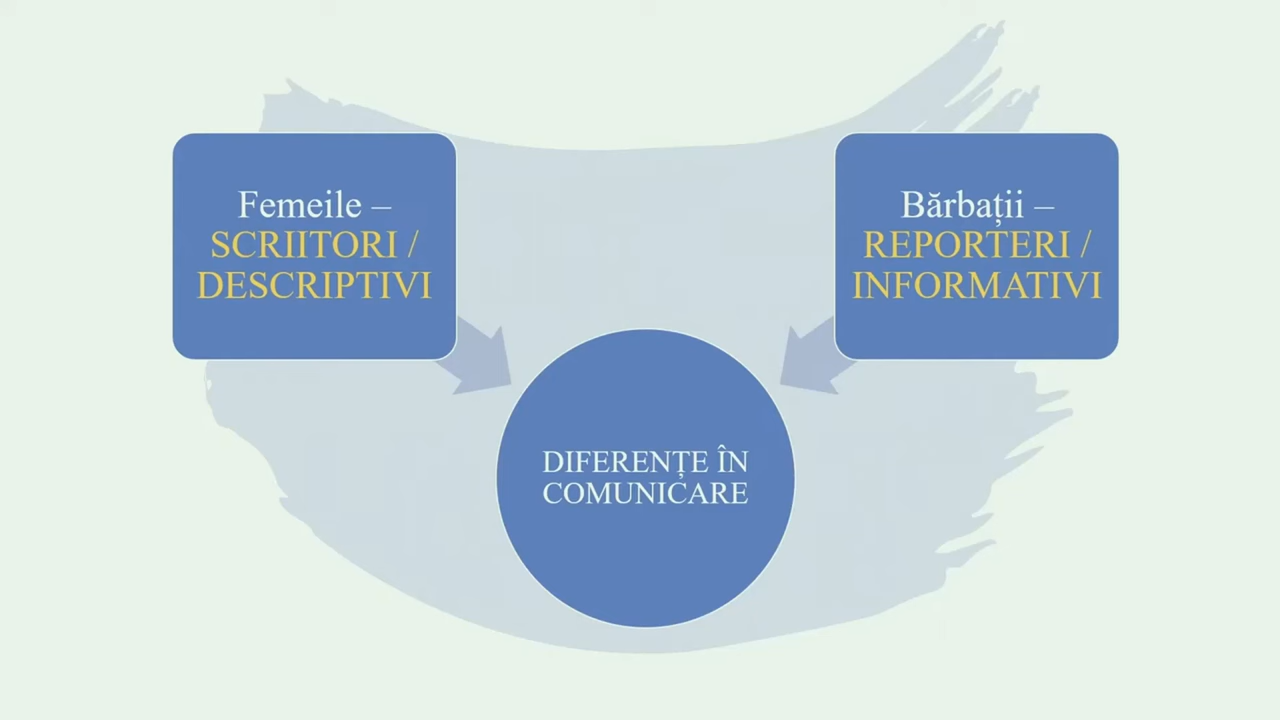 Femeile –
SCRIITORI /
DESCRIPTIVI
Bărbații –
REPORTERI /
INFORMATIVI
DIFERENȚE ÎN
COMUNICARE